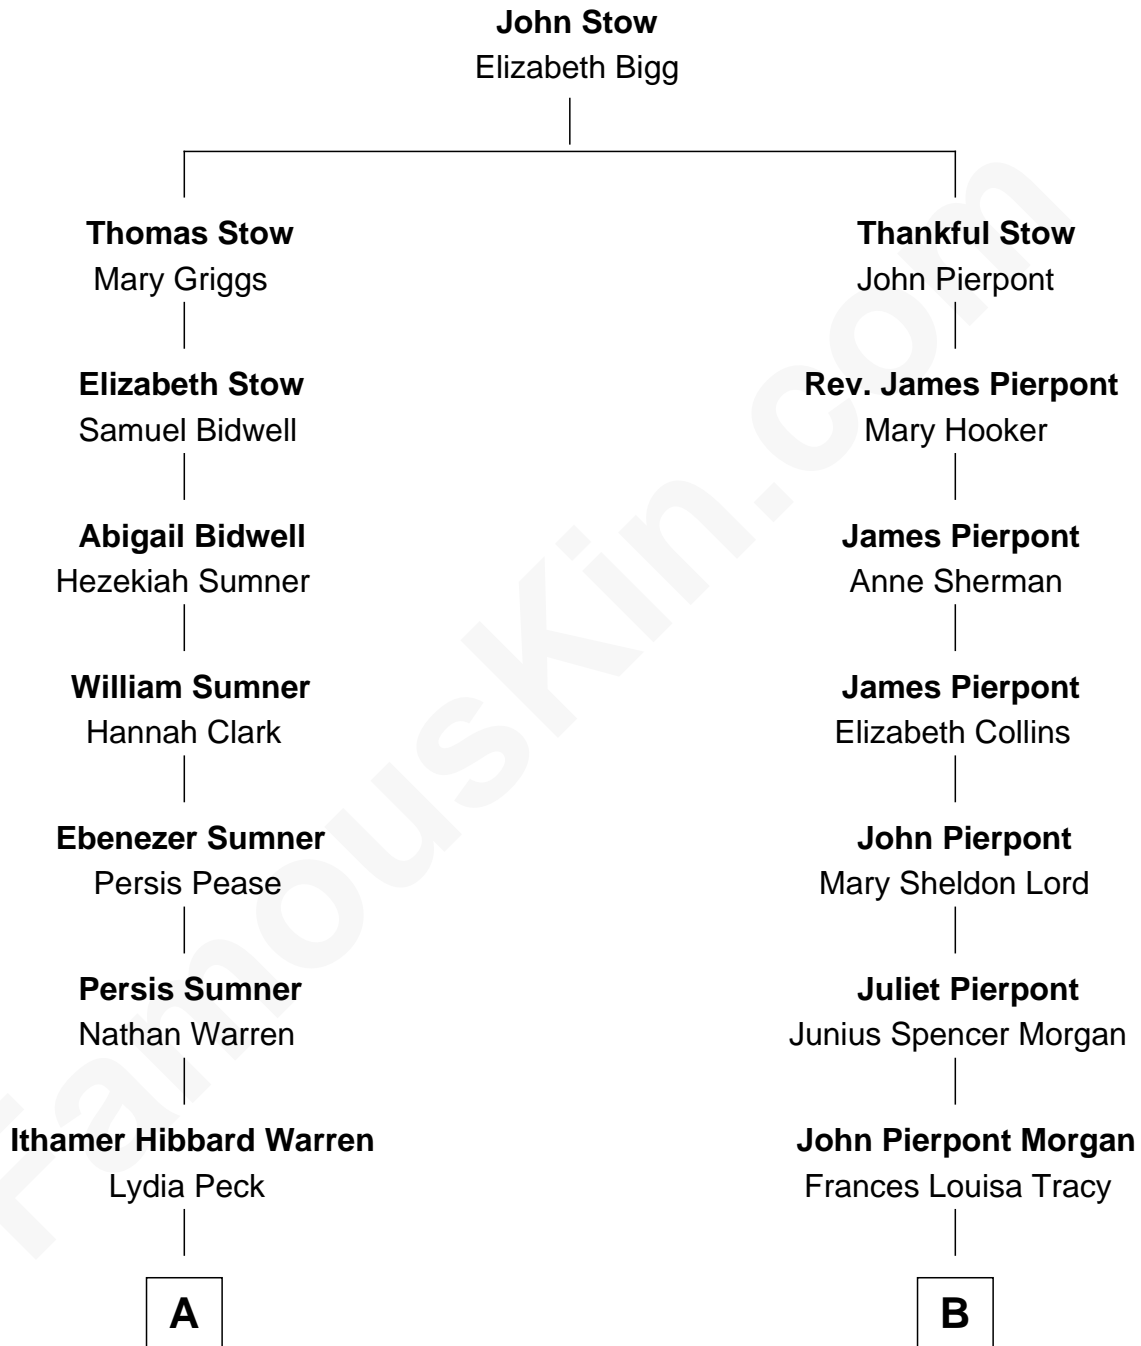 John Stow
Elizabeth Bigg
Thomas Stow
Mary Griggs
Thankful Stow
John Pierpont
Elizabeth Stow
Samuel Bidwell
Rev. James Pierpont
Mary Hooker
Abigail Bidwell
Hezekiah Sumner
James Pierpont
Anne Sherman
William Sumner
Hannah Clark
James Pierpont
Elizabeth Collins
Ebenezer Sumner
Persis Pease
John Pierpont
Mary Sheldon Lord
Persis Sumner
Nathan Warren
Juliet Pierpont
Junius Spencer Morgan
Ithamer Hibbard Warren
Lydia Peck
John Pierpont Morgan
Frances Louisa Tracy
A
B
FamousKin.com